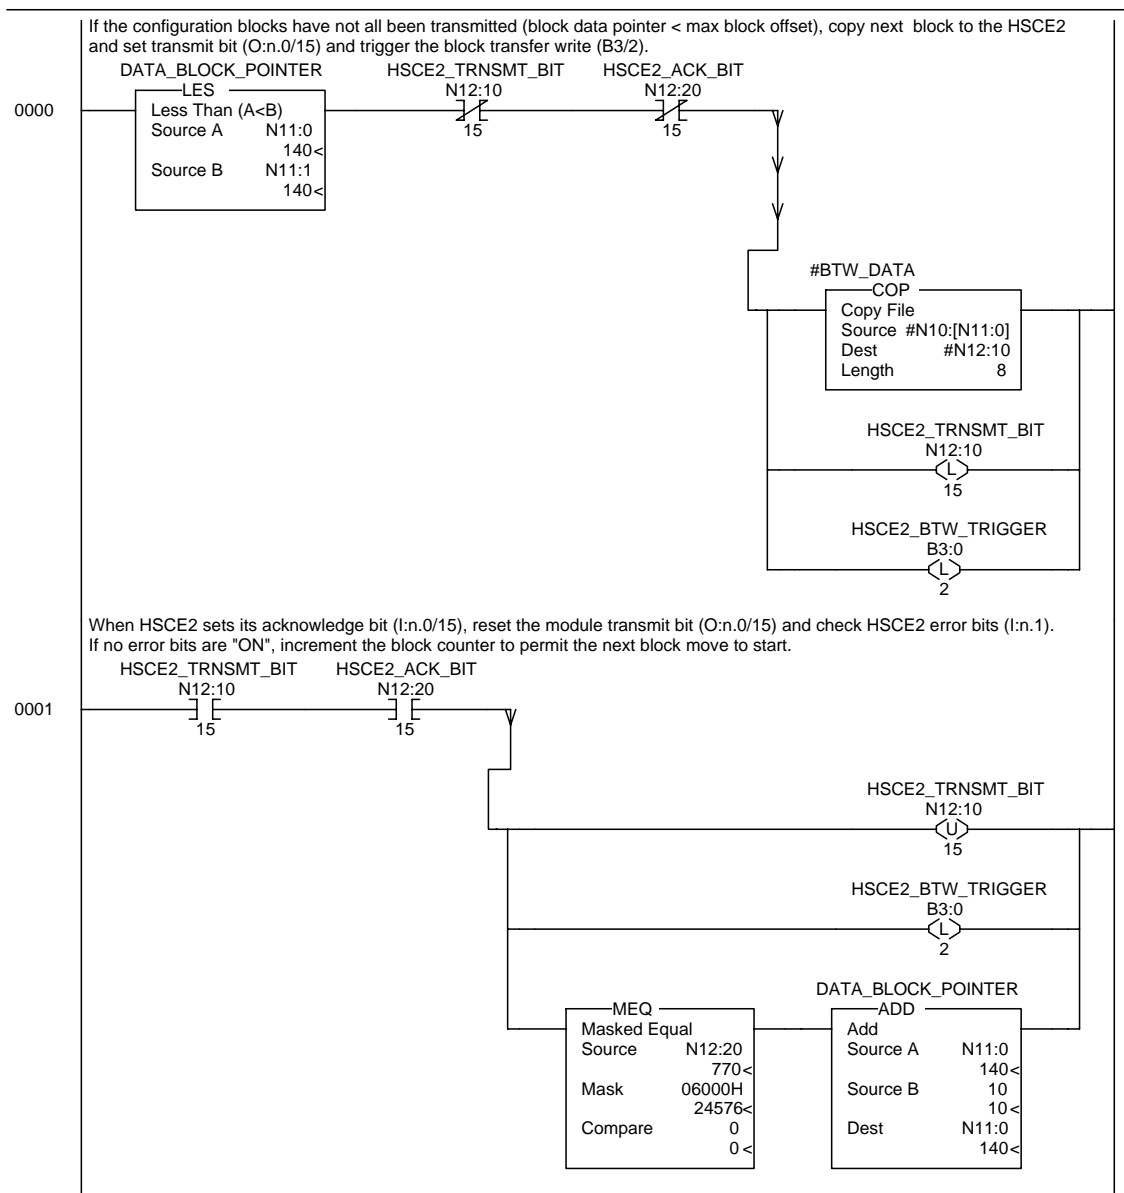 If the configuration blocks have not all been transmitted (block data pointer < max block offset), copy next block to the HSCE2
and set transmit bit (O:n.0/15) and trigger the block transfer write (B3/2).
DATA_BLOCK_POINTER HSCE2_TRNSMT_BIT HSCE2_ACK_BIT
LES N12:10 N12:20
0000 Less Than (A<B)
Source A N11:0 15 15
140<
Source B N11:1
140<
#BTW_DATA
COP
Copy File
Source #N10:[N11:0]
Dest #N12:10
Length 8
HSCE2_TRNSMT_BIT
N12:10
L
15
HSCE2_BTW_TRIGGER
B3:0
L
2
When HSCE2 sets its acknowledge bit (I:n.0/15), reset the module transmit bit (O:n.0/15) and check HSCE2 error bits (I:n.1).
If no error bits are "ON", increment the block counter to permit the next block move to start.
HSCE2_TRNSMT_BIT HSCE2_ACK_BIT
N12:10 N12:20
0001
15 15
HSCE2_TRNSMT_BIT
N12:10
U
15
HSCE2_BTW_TRIGGER
B3:0
L
2
DATA_BLOCK_POINTER
MEQ ADD
Masked Equal Add
Source N12:20 Source A N11:0
770< 140<
Mask 06000H Source B 10
24576< 10<
Compare 0 Dest N11:0
0< 140<